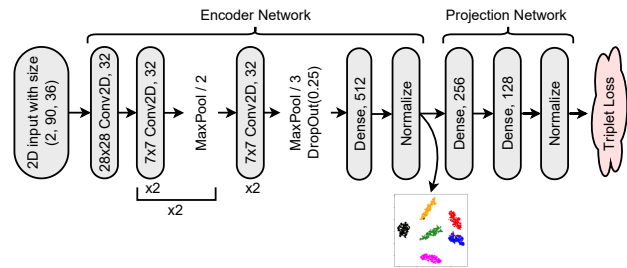 Encoder Network
Projection Network
2D input with size
(2, 90, 36)
28x28 Conv2D, 32
7x7 Conv2D, 32
MaxPool / 2
7x7 Conv2D, 32
MaxPool / 3
DropOut(0.25)
Dense, 512
Normalize
Dense, 256
Dense, 128
Normalize
Triplet Loss
x2
x2
x2